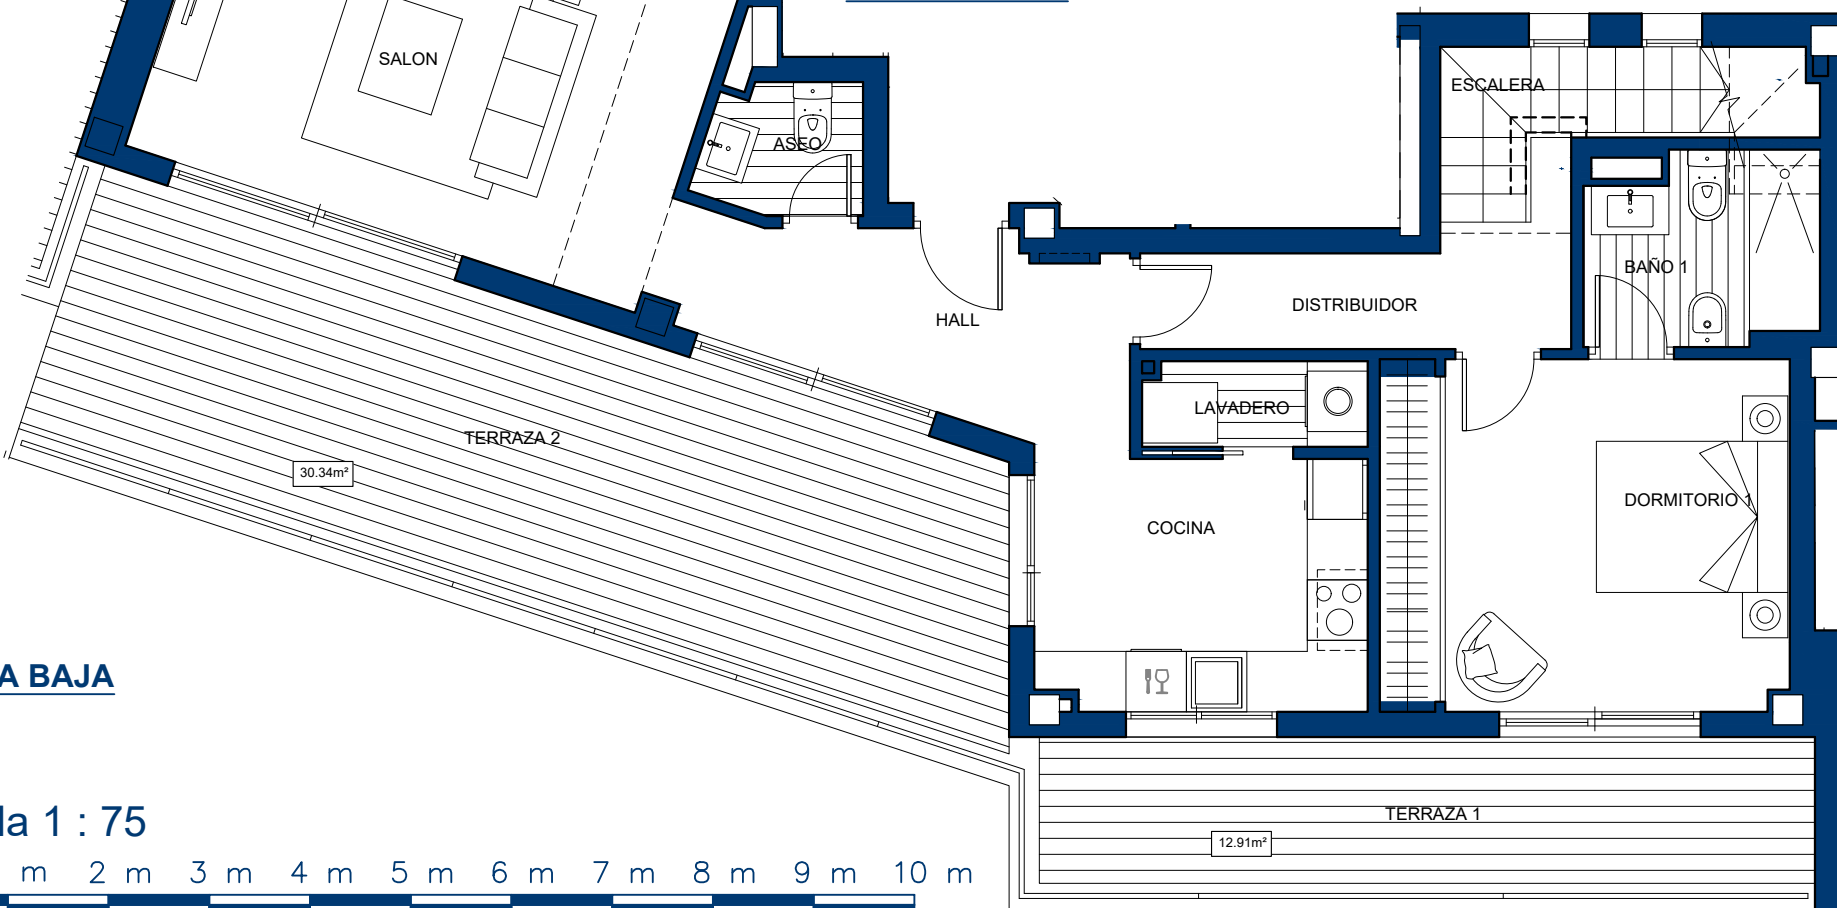 SALON
ESCALERA
ASEO
BAÑO 1
DISTRIBUIDOR
HALL
LAVADERO
TERRAZA 2
30.34m²
DORMITORIO 1
COCINA
A BAJA
la 1 : 75
TERRAZA 1
12.91m²
m 2 m 3 m 4 m 5 m 6 m 7 m 8 m 9 m 10 m